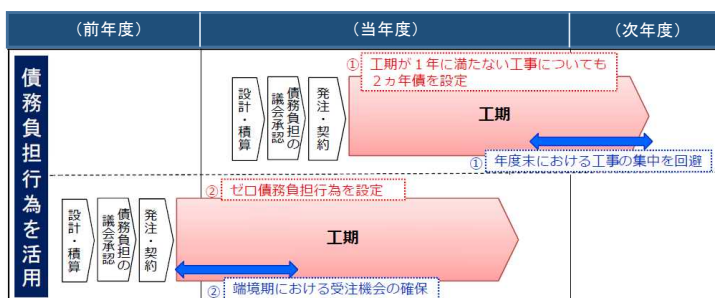 （前年度）
（当年度）
（次年度）
債務負担行為を活用
① 工期が１年に満たない工事についても
２ヵ年債を設定
設計・積算
債務負担の
議会承認
発注・契約
工期
① 年度末における工事の集中を回避
② ゼロ債務負担行為を設定
設計・積算
債務負担の
議会承認
発注・契約
工期
② 端境期における受注機会の確保